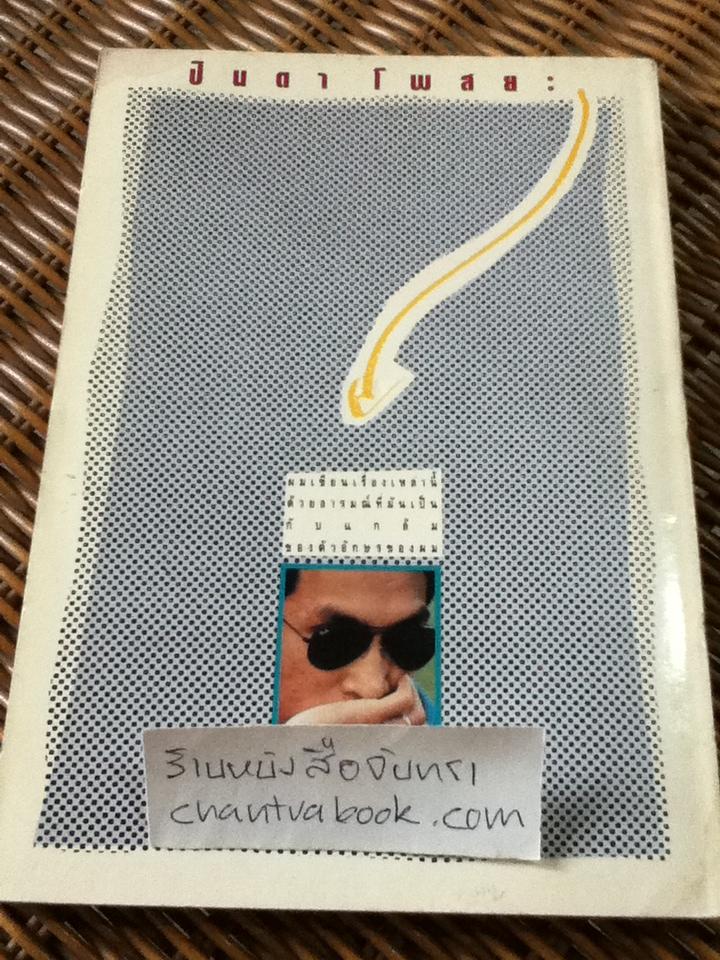 ปินดา โพสยะ
ผมเขียนเรื่องเหล่านี้
ด้วยอารมณ์ที่มันเป็น
กับแกล้ม
ของตัวอักษรของผม
ร้านหนังสือจันทรา
chantrabook.com